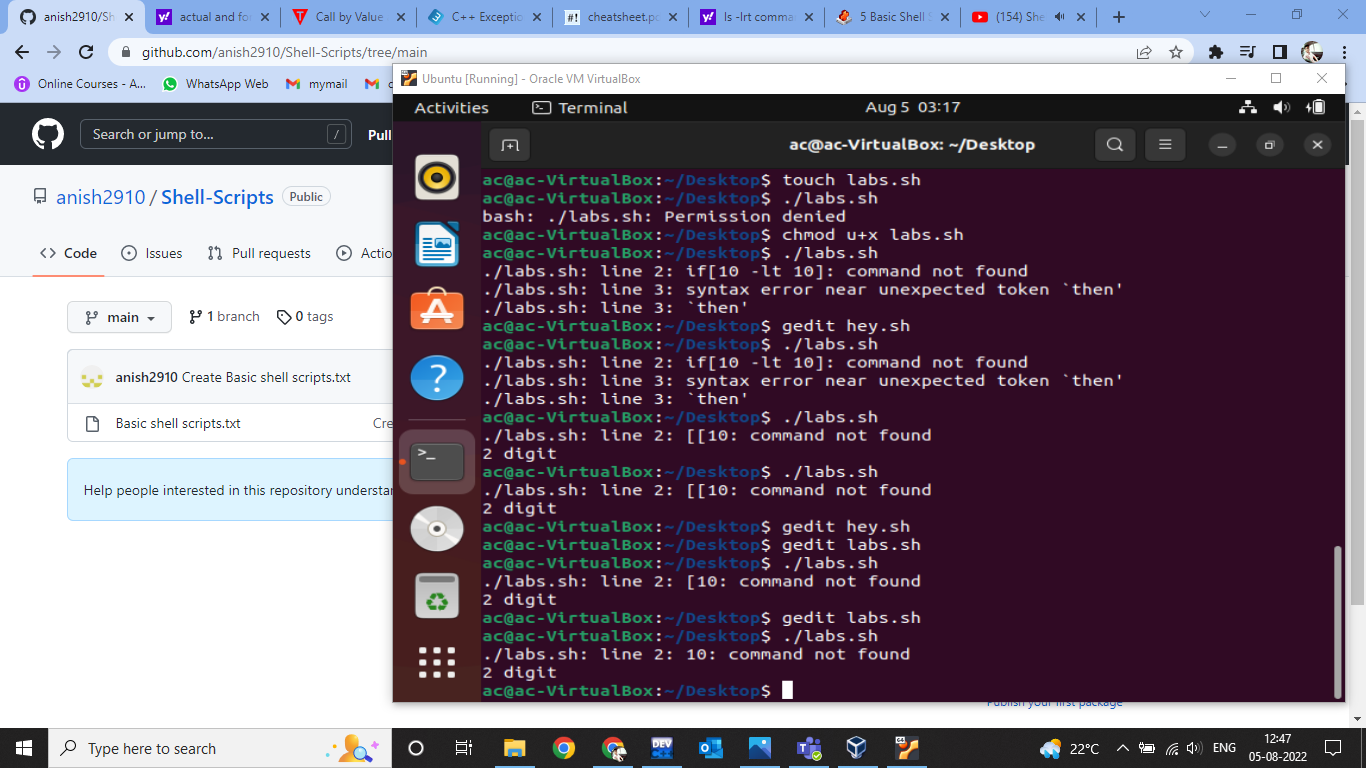 anish2910/Sh
actual and fo
Call by Value
C++ Exceptio
cheatsheet.po
ls -lrt comma
5 Basic Shell S
(154) She
github.com/anish2910/Shell-Scripts/tree/main
Online Courses - A...
WhatsApp Web
mymail
Ubuntu [Running] - Oracle VM VirtualBox
Activities
Terminal
Aug 5 03:17
Search or jump to...
/
Pull
ac@ac-VirtualBox: ~/Desktop
anish2910 / Shell-Scripts
Public
Code
Issues
Pull requests
Actio
main
1 branch
0 tags
anish2910 Create Basic shell scripts.txt
Basic shell scripts.txt
Cre
Help people interested in this repository understa
ac@ac-VirtualBox:~/Desktop$ touch labs.sh
ac@ac-VirtualBox:~/Desktop$ ./labs.sh
bash: ./labs.sh: Permission denied
ac@ac-VirtualBox:~/Desktop$ chmod u+x labs.sh
ac@ac-VirtualBox:~/Desktop$ ./labs.sh
./labs.sh: line 2: if[10 -lt 10]: command not found
./labs.sh: line 3: syntax error near unexpected token `then'
./labs.sh: line 3: `then'
ac@ac-VirtualBox:~/Desktop$ gedit hey.sh
ac@ac-VirtualBox:~/Desktop$ ./labs.sh
./labs.sh: line 2: if[10 -lt 10]: command not found
./labs.sh: line 3: syntax error near unexpected token `then'
./labs.sh: line 3: `then'
ac@ac-VirtualBox:~/Desktop$ ./labs.sh
./labs.sh: line 2: [[10: command not found
2 digit
ac@ac-VirtualBox:~/Desktop$ ./labs.sh
./labs.sh: line 2: [[10: command not found
2 digit
ac@ac-VirtualBox:~/Desktop$ gedit hey.sh
ac@ac-VirtualBox:~/Desktop$ gedit labs.sh
ac@ac-VirtualBox:~/Desktop$ ./labs.sh
./labs.sh: line 2: [10: command not found
2 digit
ac@ac-VirtualBox:~/Desktop$ gedit labs.sh
ac@ac-VirtualBox:~/Desktop$ ./labs.sh
./labs.sh: line 2: 10: command not found
2 digit
ac@ac-VirtualBox:~/Desktop$
Publish your first package
Type here to search
DEV
22°C
ENG
12:47
05-08-2022